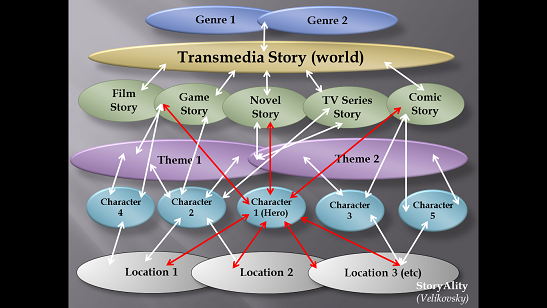 Genre 1
Genre 2
Transmedia Story (world)
Film
Story
Game
Story
Novel
Story
TV Series
Story
Comic
Story
Theme 1
Theme 2
Character
4
Character
2
Character
1 (Hero)
Character
3
Character
5
Location 1
Location 2
Location 3 (etc)
StoryAlity
(Velikovsky)